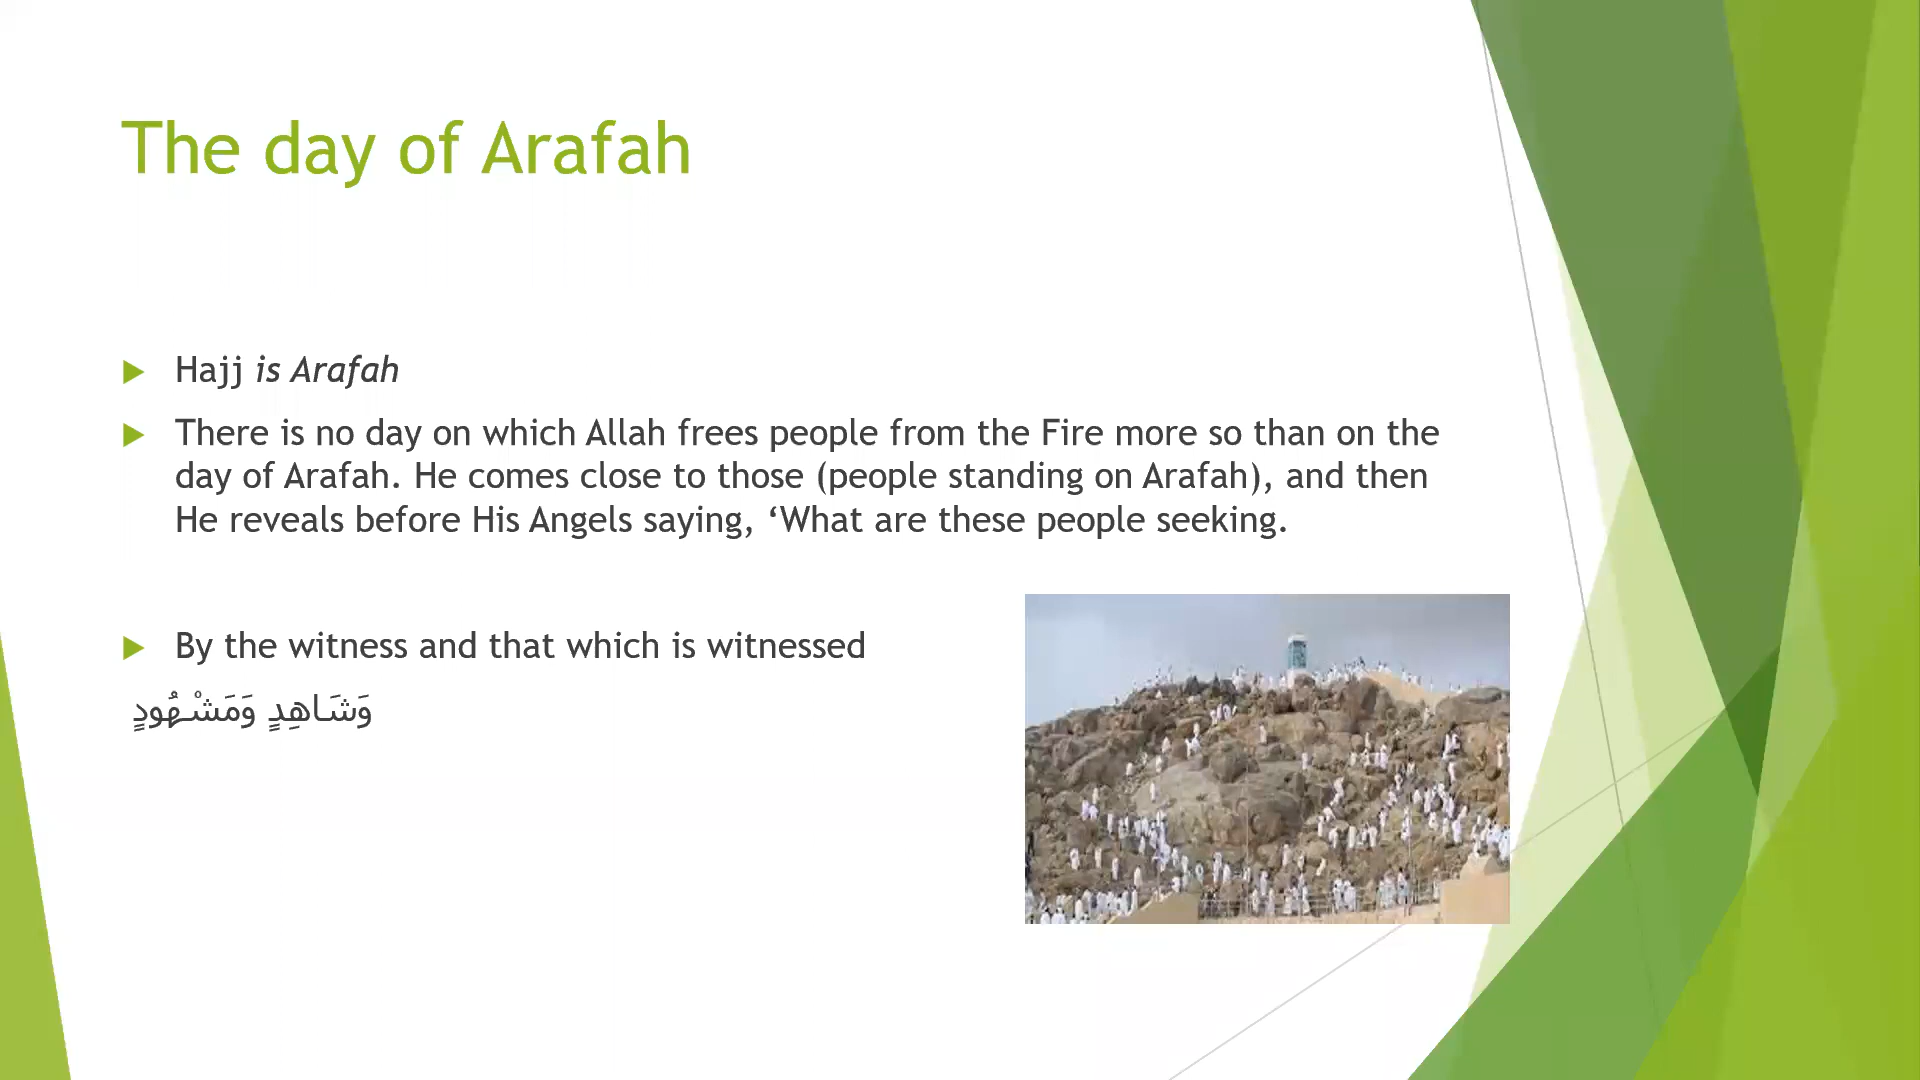 The day of Arafah
Hajj is Arafah
There is no day on which Allah frees people from the Fire more so than on the
day of Arafah. He comes close to those (people standing on Arafah), and then
He reveals before His Angels saying, ‘What are these people seeking.
By the witness and that which is witnessed
وَشَاهِدٍ وَمَشْهُودٍ